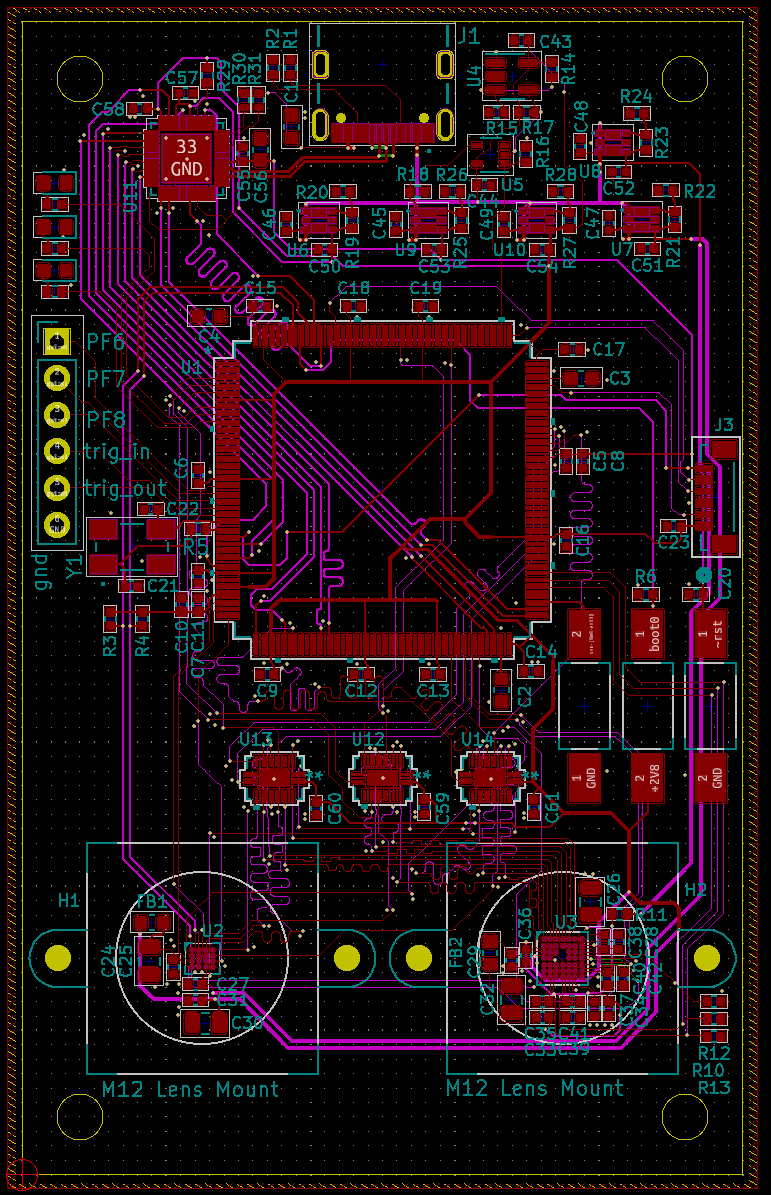 J1
C43
R2
R1
U4
R14
R30
R31
R29
C57
C1
C58
R15
R17
R24
C48
R23
33
GND
C55
C56
U5
R16
U8
C52
U11
R18
R26
R28
R20
R22
C46
R19
C45
R25
C49
R27
C47
R21
U6
U9
U10
U7
C50
C53
C54
C51
C15
C18
C19
C4
PF6
C17
U1
PF7
C3
PF8
J3
trig_in
C6
C5
C8
trig_out
C22
R5
C16
C23
gnd
Y1
C21
R6
C20
R3
R4
C10
C11
C7
2
1
boot0
1
~rst
C14
C9
C12
C13
C2
U13
U12
U14
**
**
**
1
GND
2
+2V8
2
GND
C60
C59
C61
H1
FB1
C26
H2
R11
U2
C36
U3
C38
C28
C24
C25
FB2
C29
C27
C30
C37
C35
C41
C33
C39
R12
R10
R13
M12 Lens Mount
M12 Lens Mount